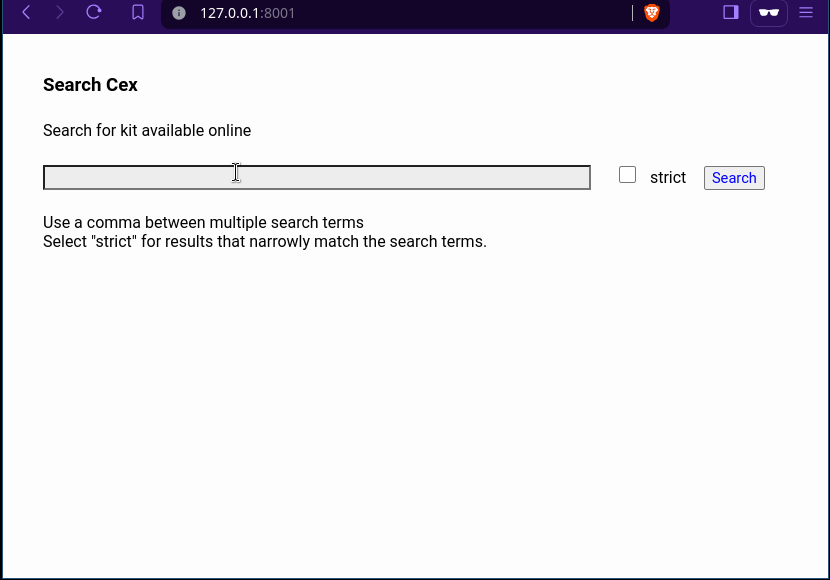 127.0.0.1:8001
Search Cex
Search for kit available online
strict Search
Use a comma between multiple search terms
Select "strict" for results that narrowly match the search terms.